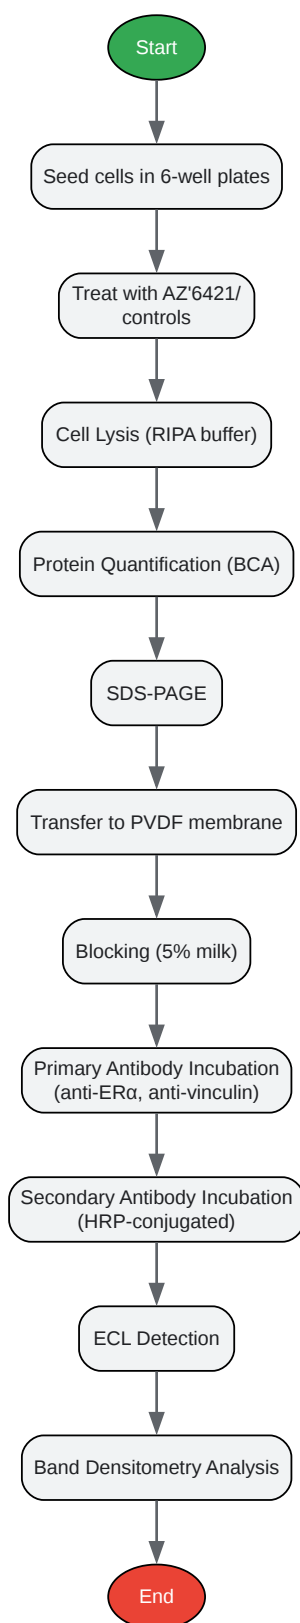 Start
Seed cells in 6-well plates
Treat with AZ'6421/
controls
Cell Lysis (RIPA buffer)
Protein Quantification (BCA)
SDS-PAGE
Transfer to PVDF membrane
Blocking (5% milk)
Primary Antibody Incubation
(anti-ERα, anti-vinculin)
Secondary Antibody Incubation
(HRP-conjugated)
ECL Detection
Band Densitometry Analysis
End